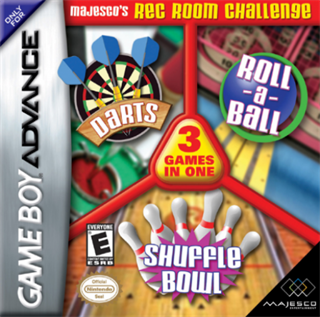 ONLY
FOR
MAJESCO'S REC ROOM CHALLENGE
GAME BOY ADVANCE
DARTS
ROLL
-a-
BALL
3
GAMES
IN ONE
EVERYONE
E
ESRB
SHUFFLE
BOWL
Official
Nintendo
Seal
MAJESCO